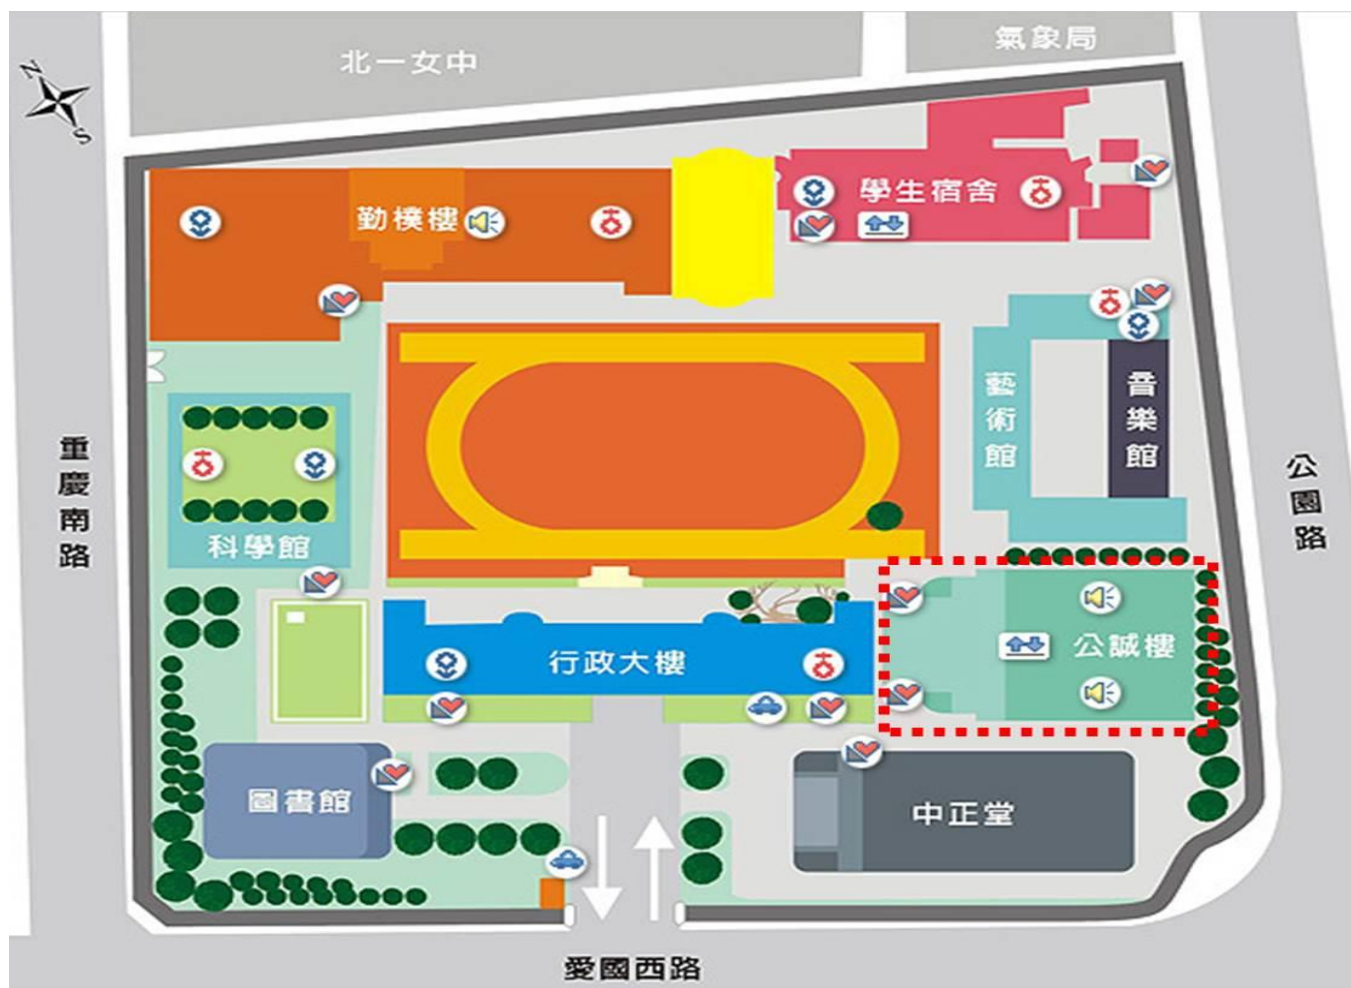 北一女中
氣象局
N
S
勤樸樓
學生宿舍
重慶南路
藝術館
音樂館
公園路
科學館
行政大樓
公誠樓
圖書館
中正堂
愛國西路